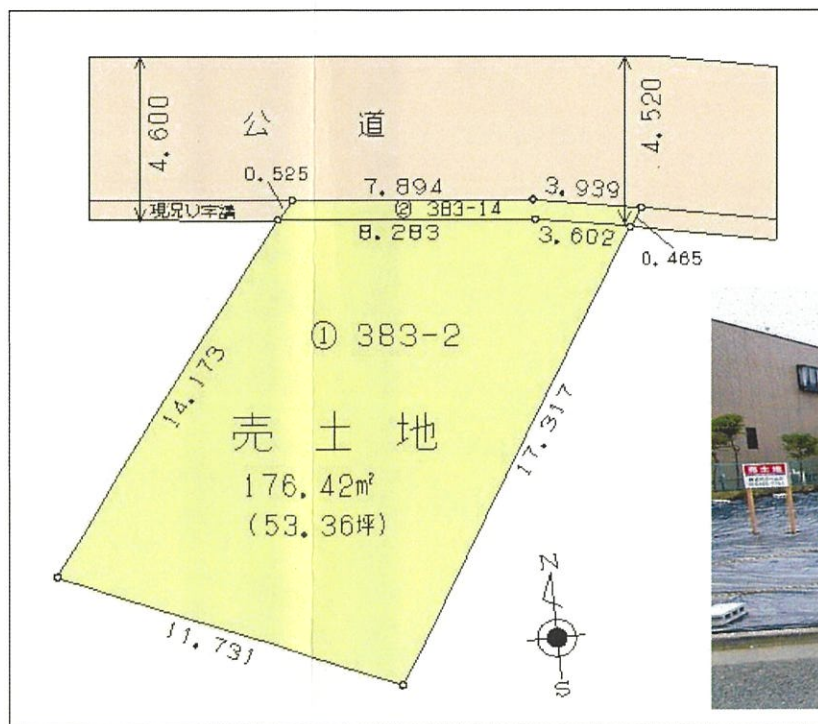 4.600
公 道
4.520
0.525
7.894
3.939
現況U字溝
② 383-14
8.283
3.602
0.465
① 383-2
14.173
17.317
売 土 地
176.42㎡
(53.36坪)
11.731
N
S
売土地